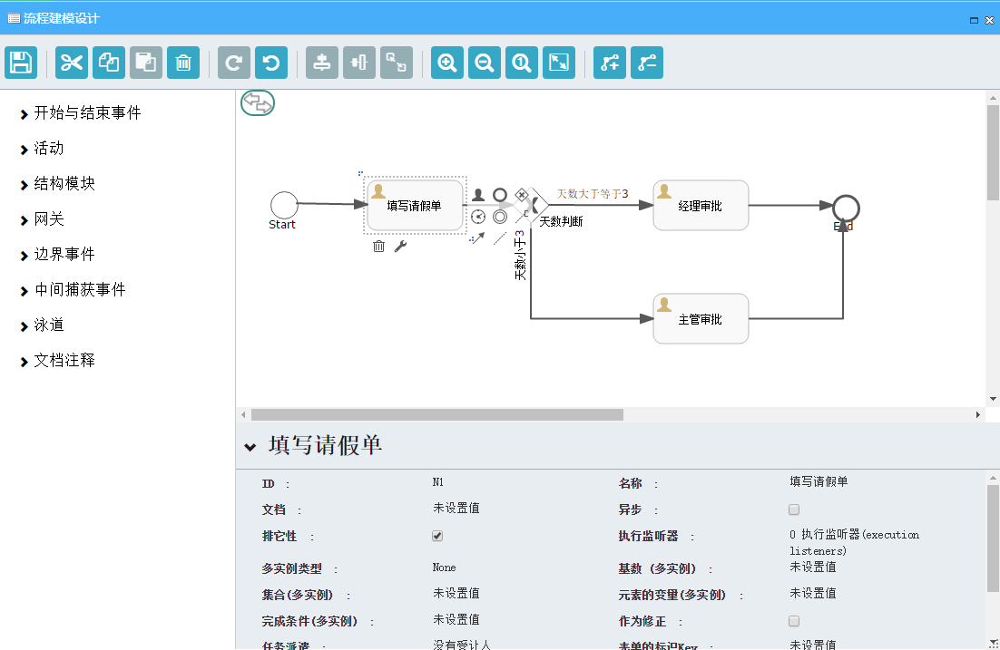 流程建模设计
开始与结束事件
活动
结构模块
网关
边界事件
中间捕获事件
泳道
文档注释
Start
填写请假单
天数判断
天数大于等于3
天数小于3
经理审批
主管审批
End
填写请假单
ID :
N1
名称 :
填写请假单
文档 :
未设置值
异步 :
排它性 :
执行监听器 :
0 执行监听器(execution
listeners)
多实例类型 :
None
基数 (多实例) :
未设置值
集合(多实例) :
未设置值
元素的变量(多实例) :
未设置值
完成条件(多实例) :
未设置值
作为修正 :
任务派遣 :
没有受让人
表单的标识Key :
未设置值